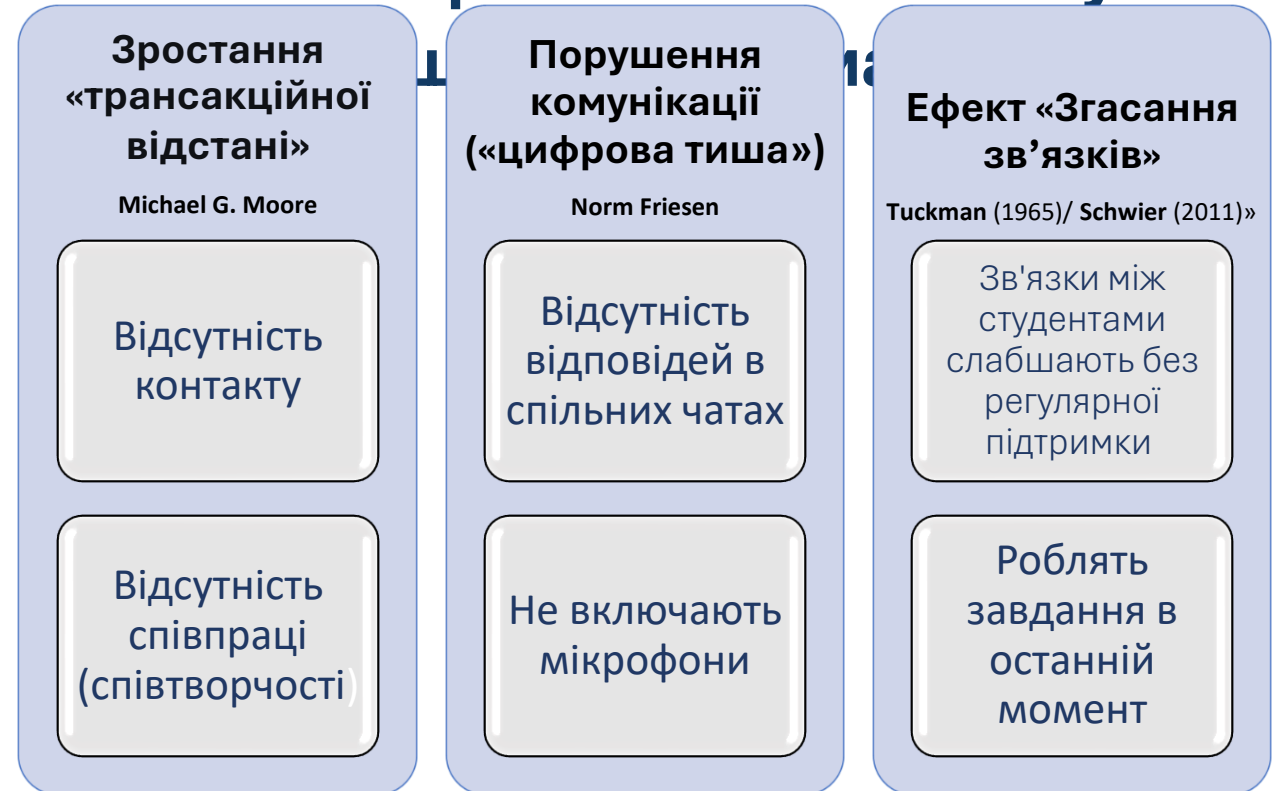 Зростання
«трансакційної
відстані»
Michael G. Moore
Відсутність
контакту
Відсутність
співпраці
(співтворчості)
Порушення
комунікації
(«цифрова тиша»)
Norm Friesen
Відсутність
відповідей в
спільних чатах
Не включають
мікрофони
Ефект «Згасання
зв’язків»
Tuckman (1965)/ Schwier (2011)»
Зв'язки між
студентами
слабшають без
регулярної
підтримки
Роблять
завдання в
останній
момент